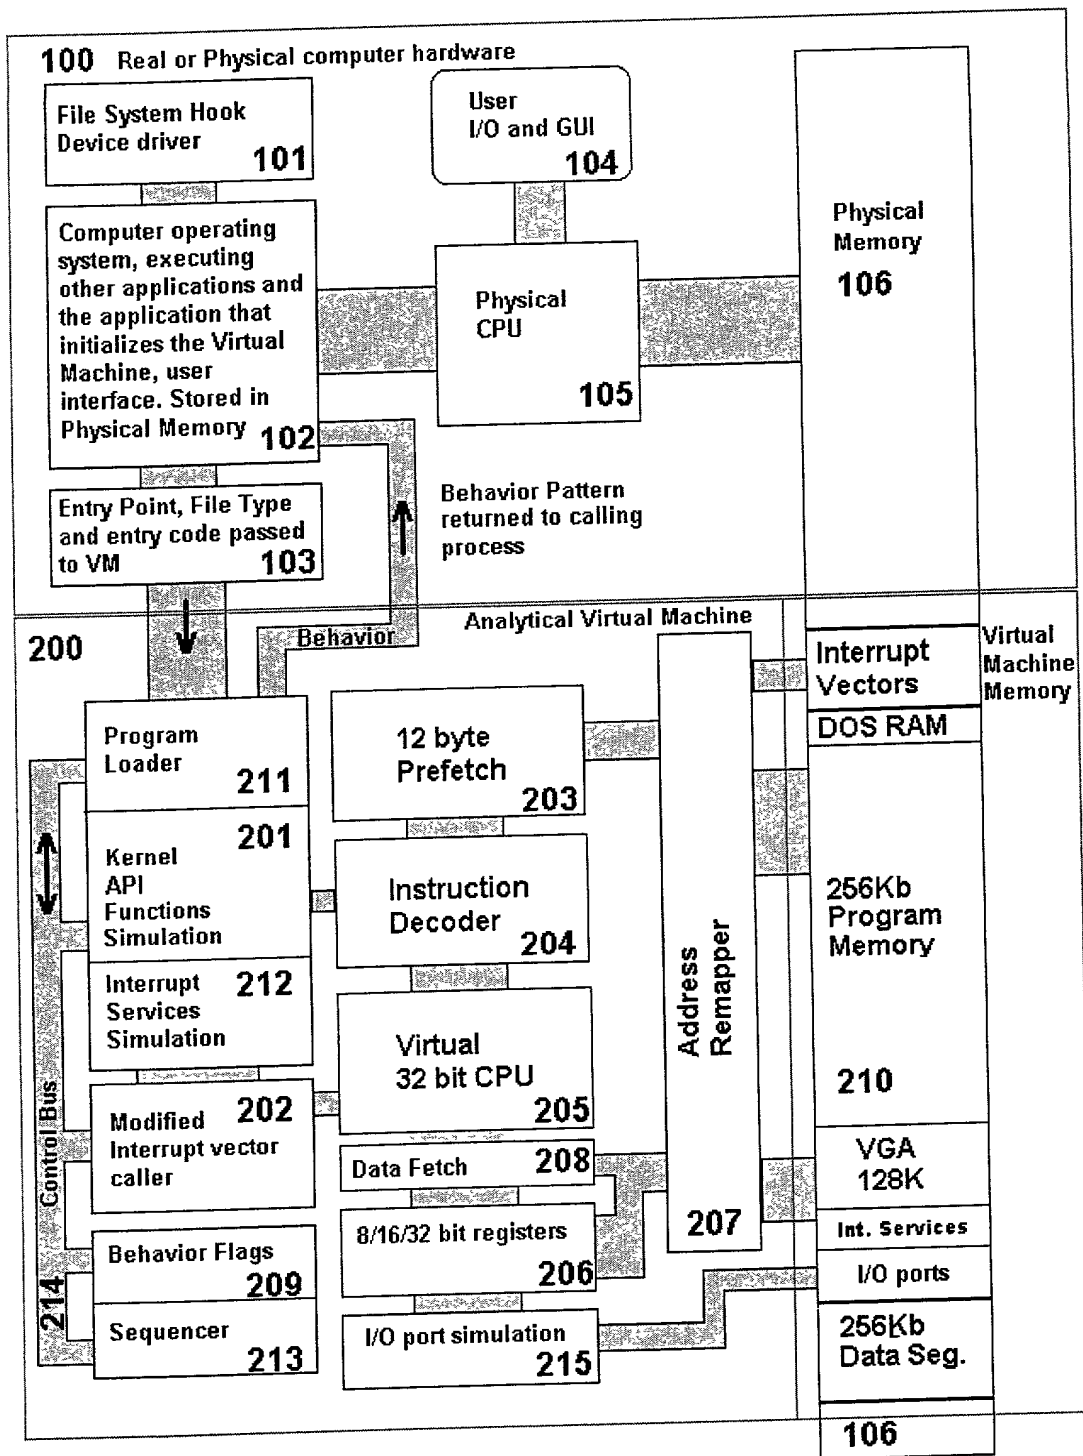 100 Real or Physical computer hardware
File System Hook
Device driver
101
User
I/O and GUI
104
Physical
Memory
106
Computer operating
system, executing
other applications and
the application that
initializes the Virtual
Machine, user
interface. Stored in
Physical Memory 102
Physical
CPU
105
Entry Point, File Type
and entry code passed
to VM 103
Behavior Pattern
returned to calling
process
200
Behavior
Analytical Virtual Machine
Virtual
Machine
Memory
Interrupt
Vectors
DOS RAM
Program
Loader
211
12 byte
Prefetch
203
201
Kernel
API
Functions
Simulation
Instruction
Decoder
204
256Kb
Program
Memory
210
Address
Remapper
207
Interrupt 212
Services
Simulation
Virtual
32 bit CPU
205
Control Bus
214
202
Modified
Interrupt vector
caller
Data Fetch 208
VGA
128K
8/16/32 bit registers
206
Int. Services
I/O ports
Behavior Flags
209
Sequencer
213
I/O port simulation
215
256Kb
Data Seg.
106